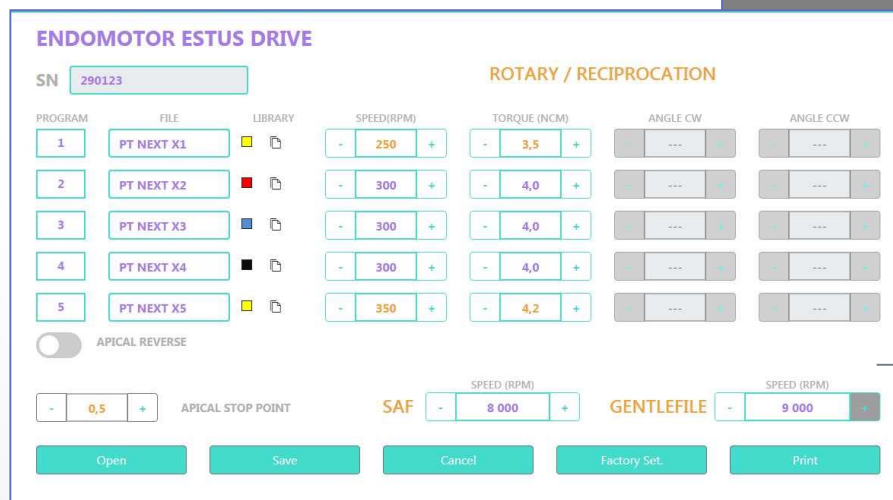 ENDOMOTOR ESTUS DRIVE
SN 290123 ROTARY / RECIPROCATION
PROGRAM FILE LIBRARY SPEED(RPM) TORQUE (NCM) ANGLE CW ANGLE CCW
1 PT NEXT X1 - 250 + - 3,5 + - --- + - --- +
2 PT NEXT X2 - 300 + - 4,0 + - --- + - --- +
3 PT NEXT X3 - 300 + - 4,0 + - --- + - --- +
4 PT NEXT X4 - 300 + - 4,0 + - --- + - --- +
5 PT NEXT X5 - 350 + - 4,2 + - --- + - --- +
APICAL REVERSE
SPEED (RPM) SPEED (RPM)
- 0,5 + APICAL STOP POINT SAF - 8 000 + GENTLEFILE - 9 000 +
Open Save Cancel Factory Set. Print